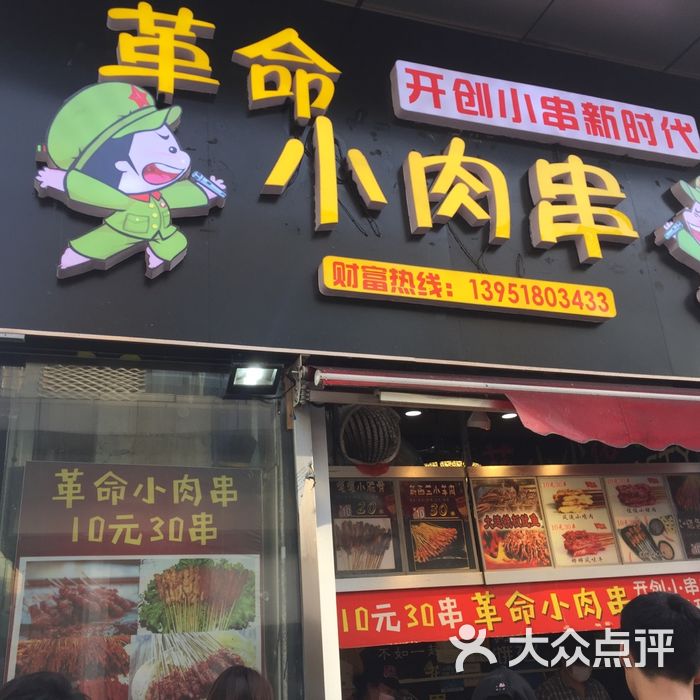 革命
开创小串新时代
小肉串
财富热线：13951803433
革命小肉串
10元30串
10元30串 革命小肉串 开创小串
大众点评